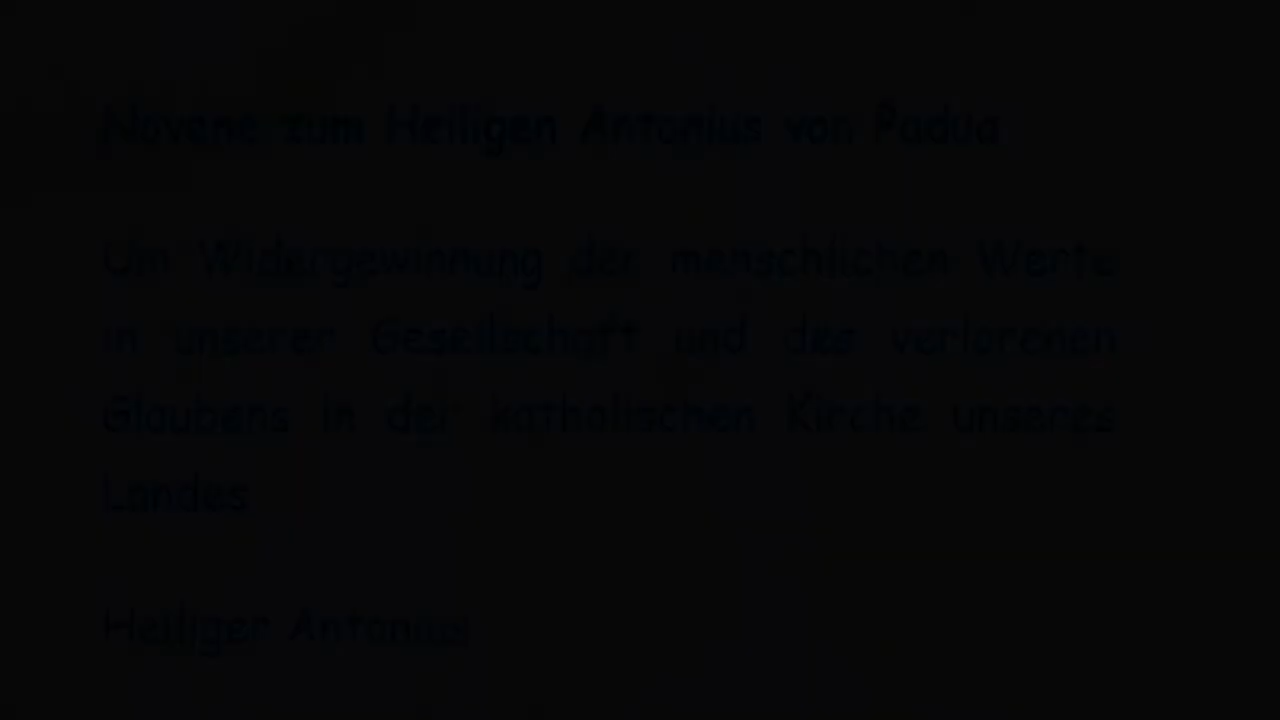 Novene zum Heiligen Antonius von Padua
Um Widergewinnung der menschlichen Werte
in unserer Gesellschaft und des verlorenen
Glaubens in der katholischen Kirche unseres
Landes
Heiliger Antonius